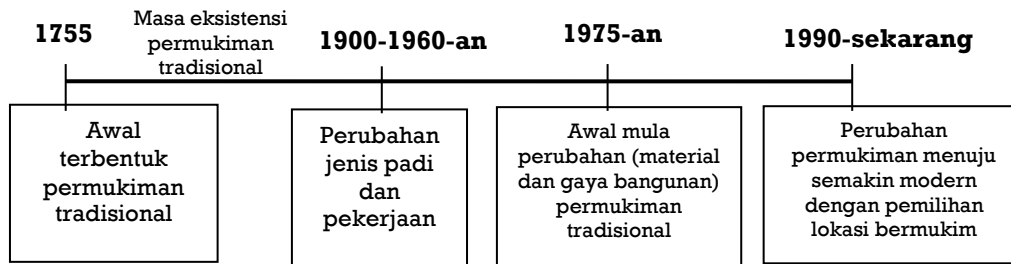 1755
Masa eksistensi
permukiman
tradisional
1900-1960-an
1975-an
1990-sekarang
Awal
terbentuk
permukiman
tradisional
Perubahan
jenis padi
dan
pekerjaan
Awal mula
perubahan (material
dan gaya bangunan)
permukiman
tradisional
Perubahan
permukiman menuju
semakin modern
dengan pemilihan
lokasi bermukim